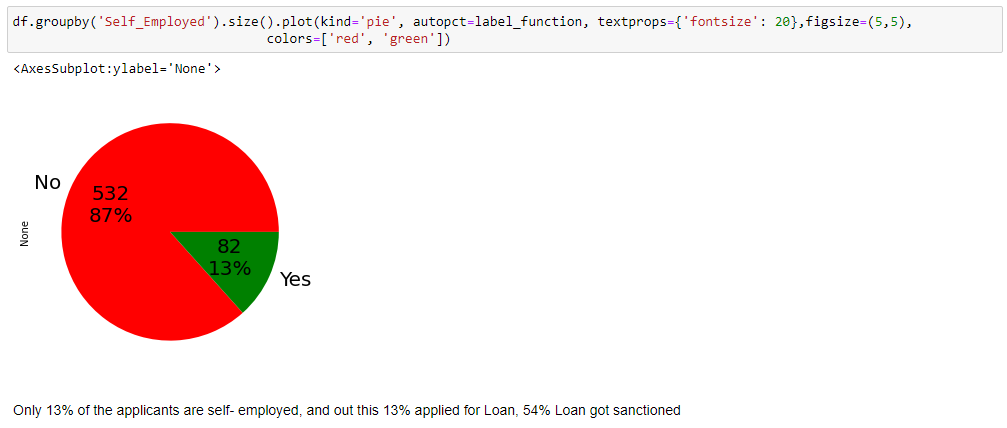 df.groupby('Self_Employed').size().plot(kind='pie', autopct=label_function, textprops={'fontsize': 20},figsize=(5,5),
colors=['red', 'green'])
<AxesSubplot:ylabel='None'>
No
532
87%
None
82
13%
Yes
Only 13% of the applicants are self- employed, and out this 13% applied for Loan, 54% Loan got sanctioned